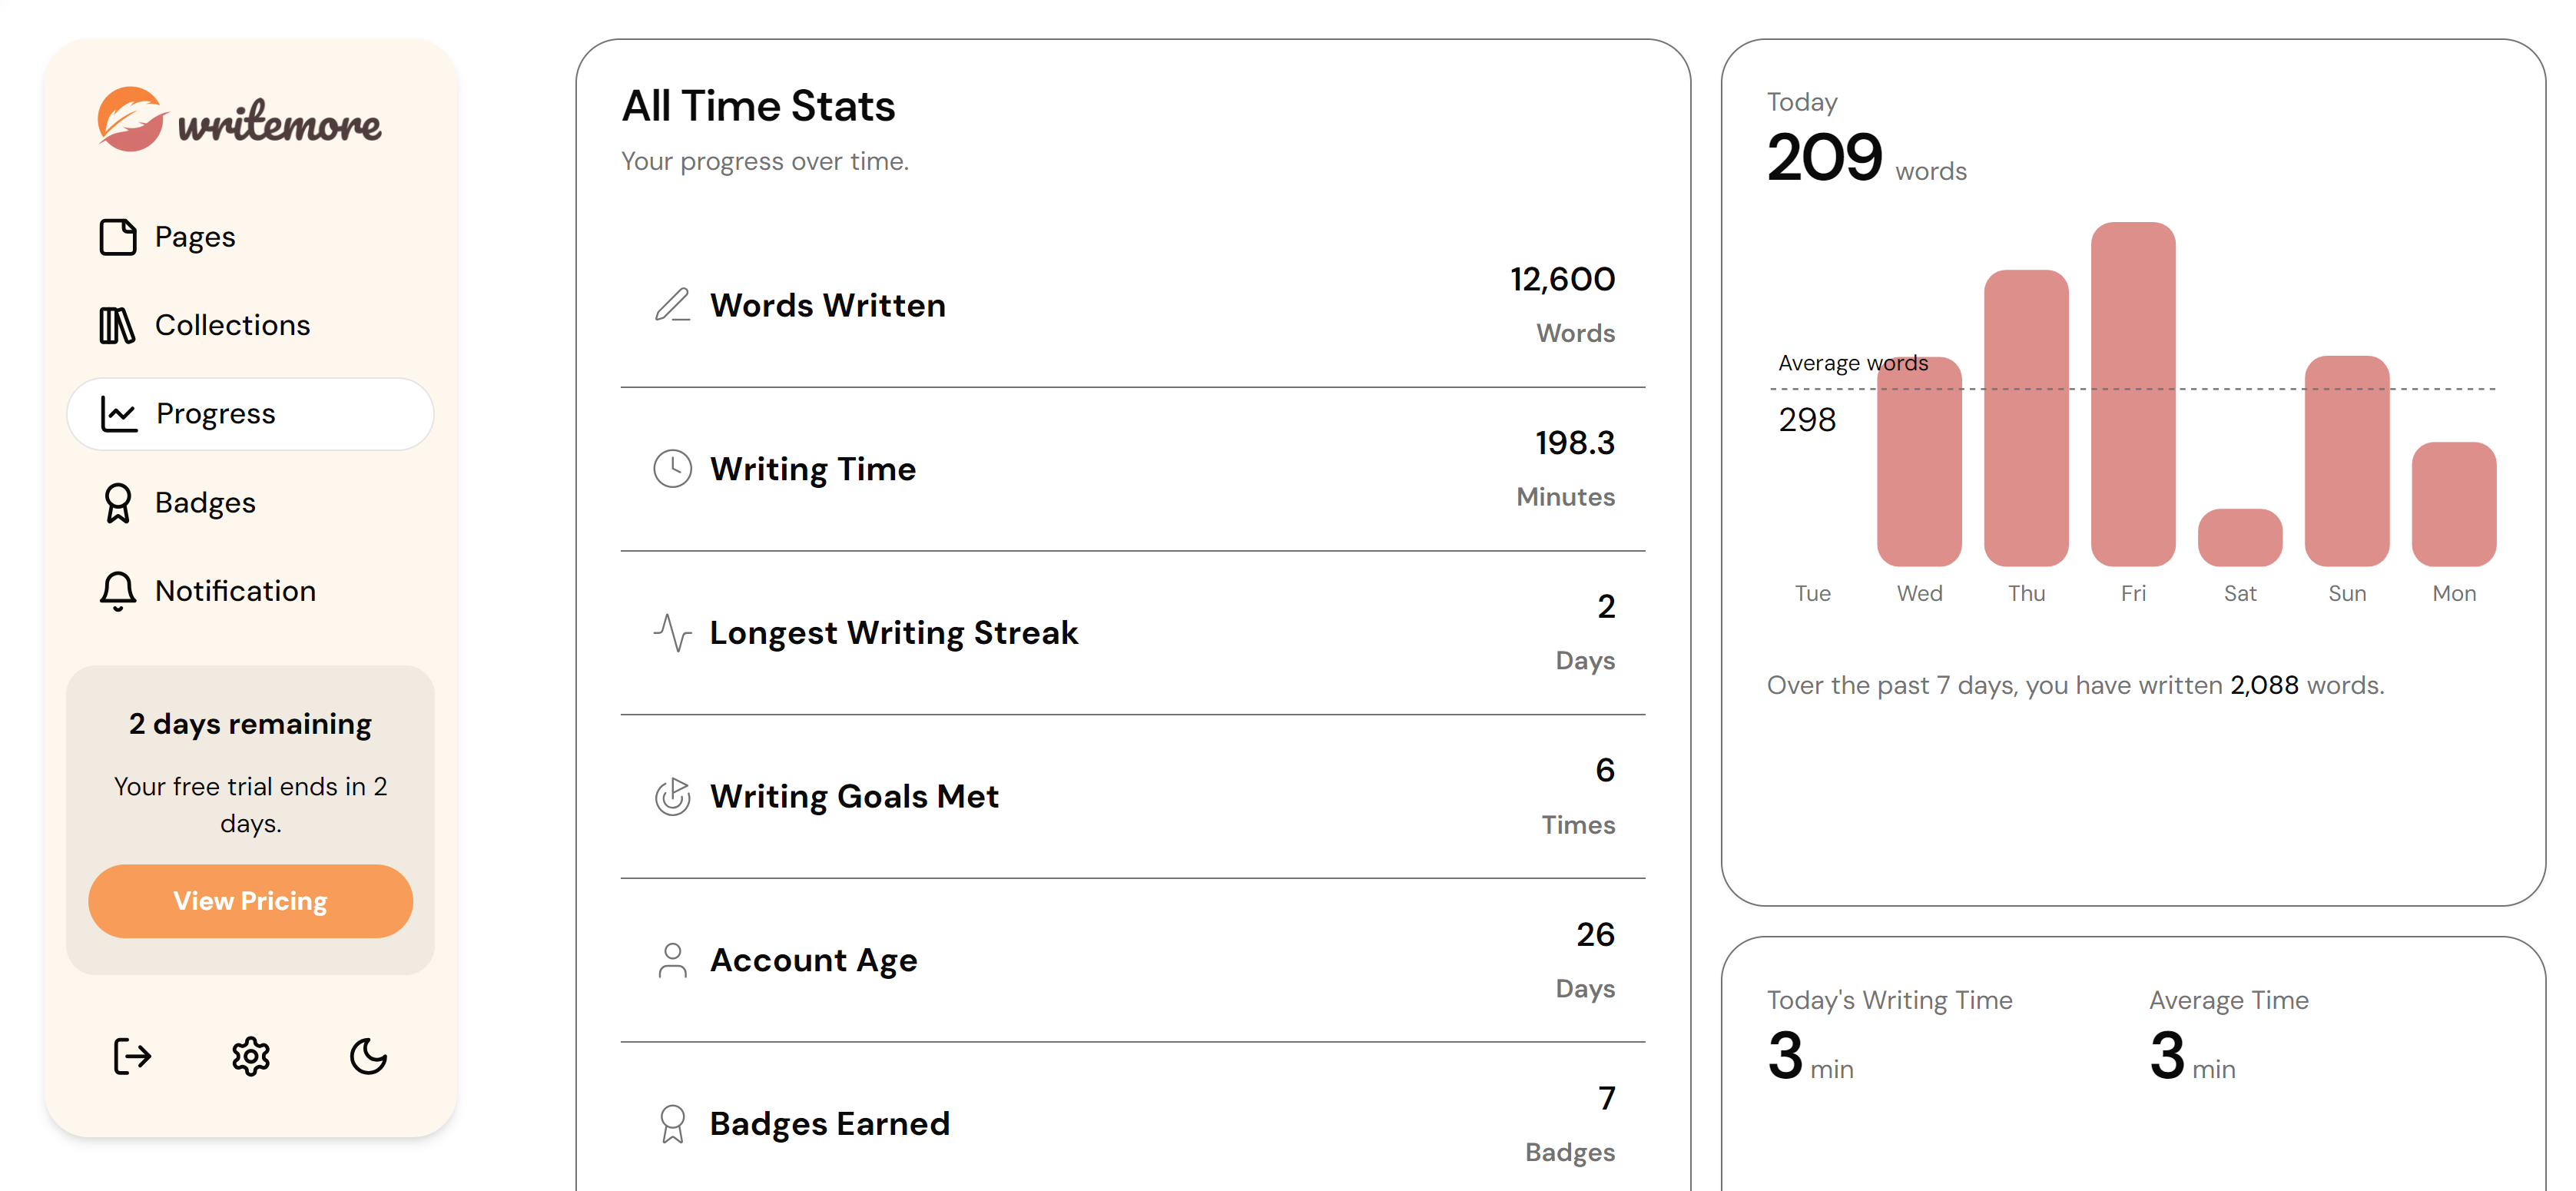 writemore
Pages
Collections
Progress
Badges
Notification
2 days remaining
Your free trial ends in 2
days.
View Pricing
All Time Stats
Your progress over time.
Words Written
12,600
Words
Writing Time
198.3
Minutes
Longest Writing Streak
2
Days
Writing Goals Met
6
Times
Account Age
26
Days
Badges Earned
7
Badges
Today
209 words
Average words
298
Tue Wed Thu Fri Sat Sun Mon
Over the past 7 days, you have written 2,088 words.
Today's Writing Time
3 min
Average Time
3 min